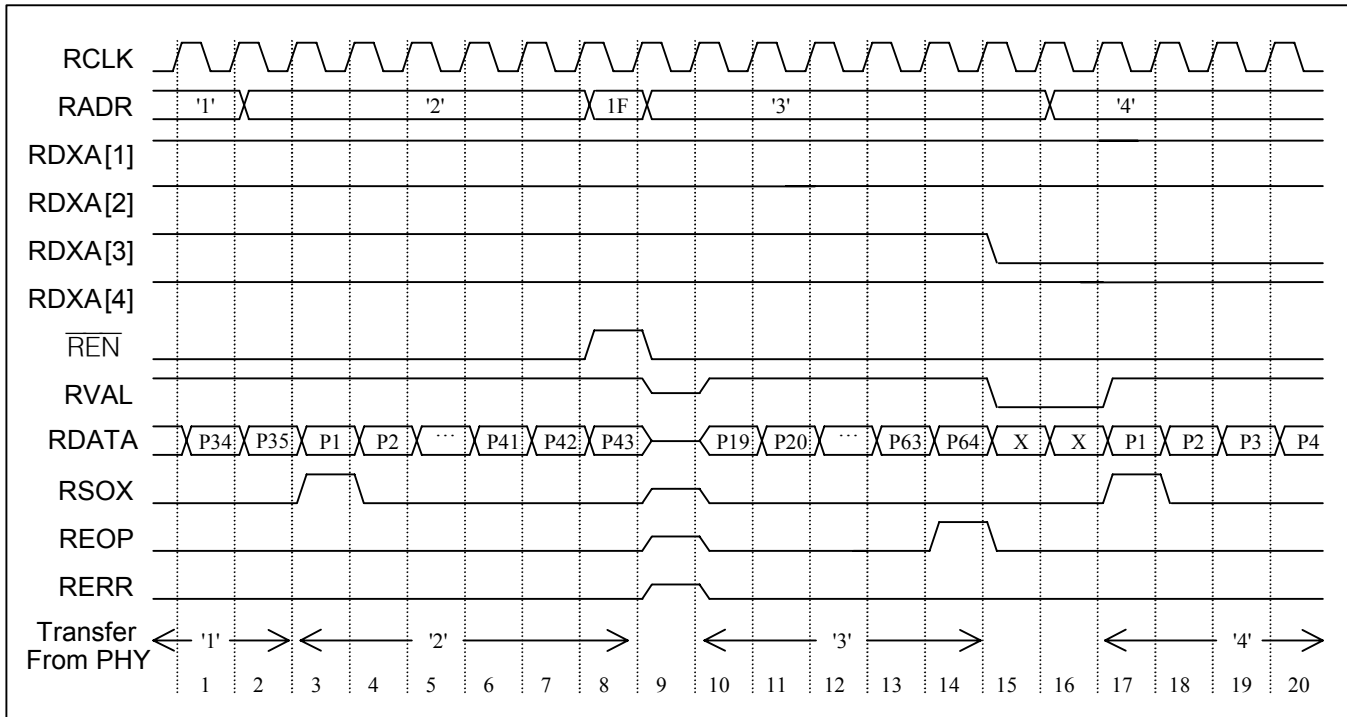 RCLK
RADR '1' '2' 1F '3' '4'
RDXA[1]
RDXA[2]
RDXA[3]
RDXA[4]
REN
RVAL
RDATA P34 P35 P1 P2 ... P41 P42 P43 P19 P20 ... P63 P64 X X P1 P2 P3 P4
RSOX
REOP
RERR
Transfer From PHY '1' '2' '3' '4'
1 2 3 4 5 6 7 8 9 10 11 12 13 14 15 16 17 18 19 20